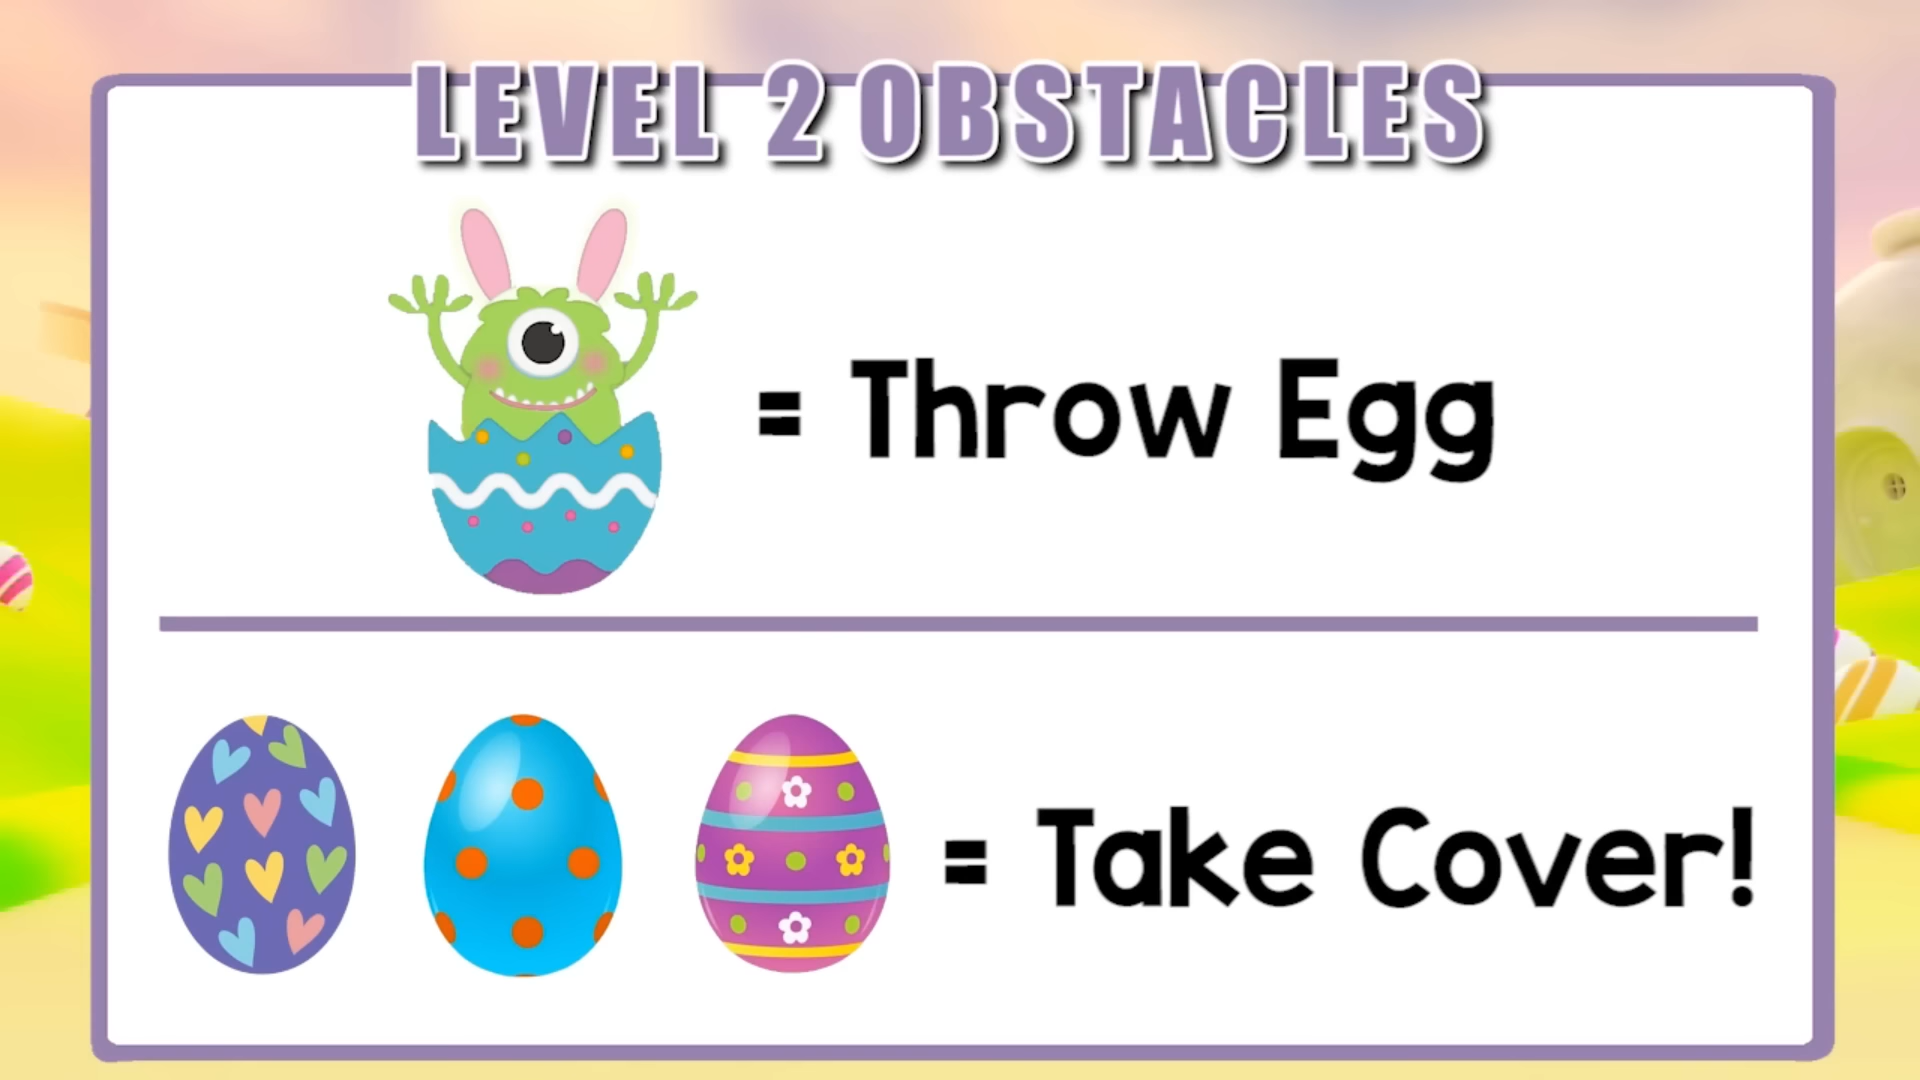 LEVEL 2 OBSTACLES
= Throw Egg
= Take Cover!